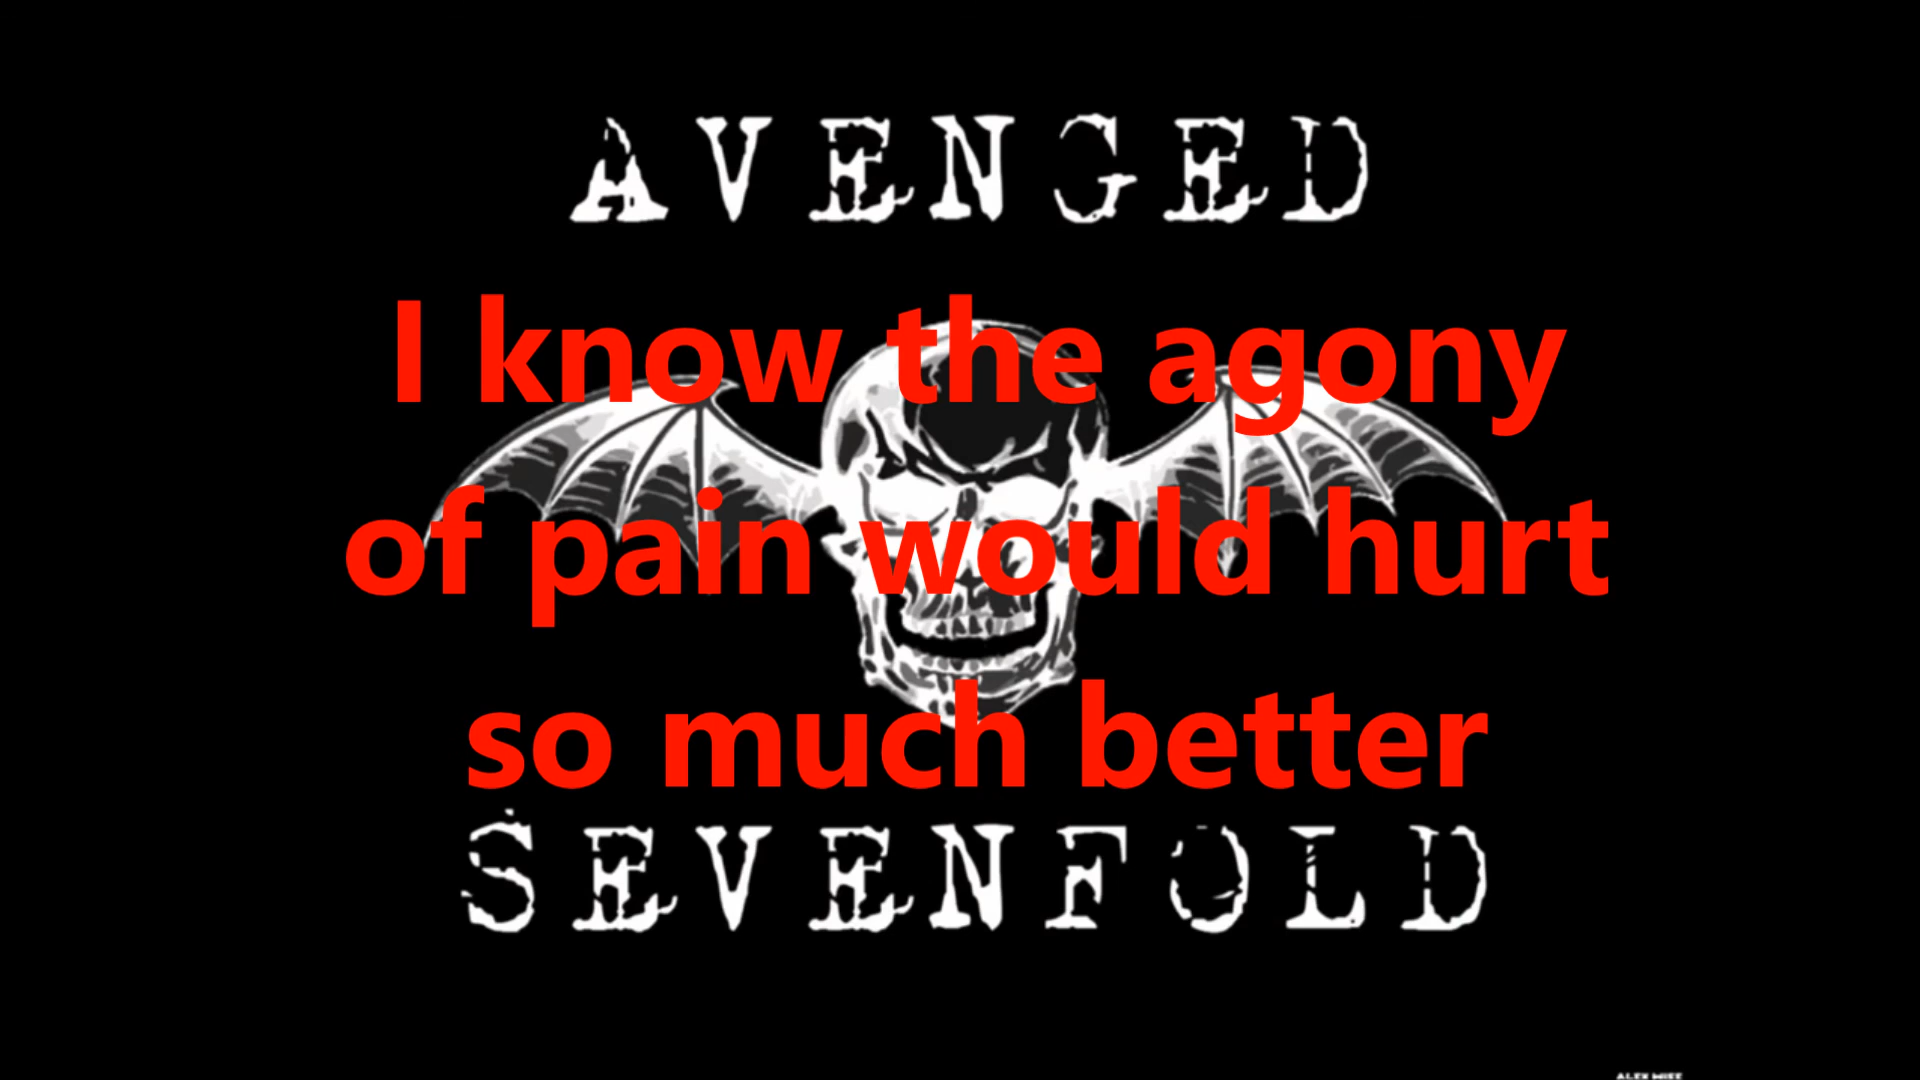 AVENGED
I know the agony
of pain would hurt
so much better
SEVENFOLD